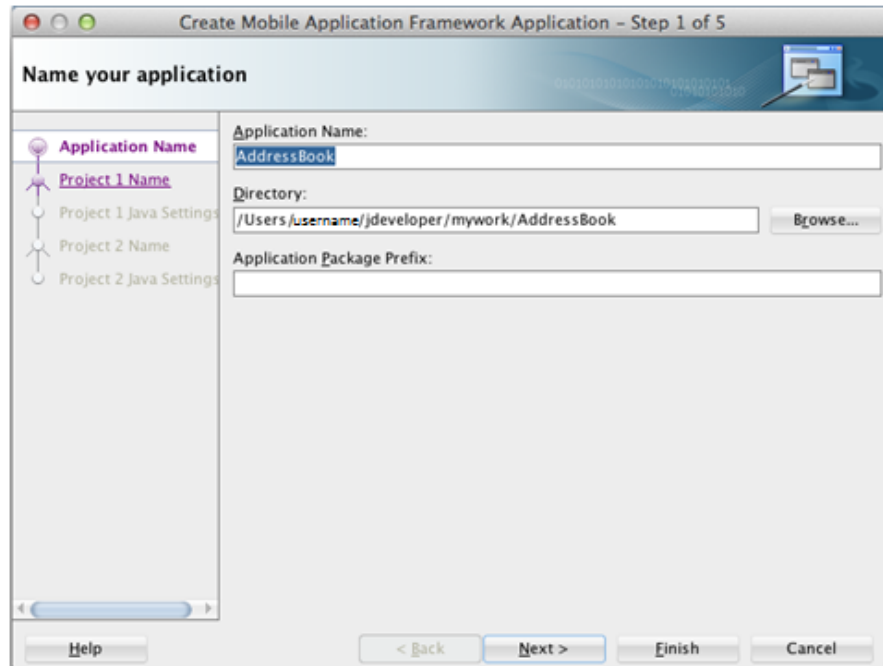 Create Mobile Application Framework Application – Step 1 of 5
Name your application
Application Name
Project 1 Name
Project 1 Java Settings
Project 2 Name
Project 2 Java Settings
Application Name:
AddressBook
Directory:
/Users/username/jdeveloper/mywork/AddressBook
Browse...
Application Package Prefix:
Help
< Back
Next >
Finish
Cancel